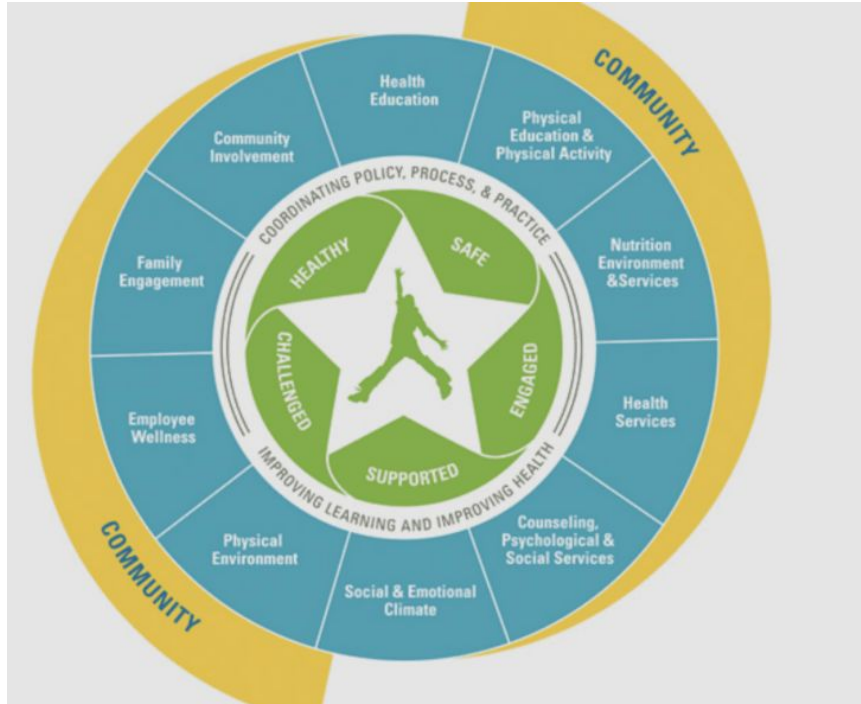 COMMUNITY
Health
Education
Physical
Education &
Physical Activity
Nutrition
Environment
&Services
Health
Services
Counseling,
Psychological &
Social Services
Social & Emotional
Climate
Physical
Environment
Employee
Wellness
Family
Engagement
Community
Involvement
COORDINATING POLICY, PROCESS, & PRACTICE
IMPROVING LEARNING AND IMPROVING HEALTH
HEALTHY
SAFE
ENGAGED
SUPPORTED
CHALLENGED
COMMUNITY